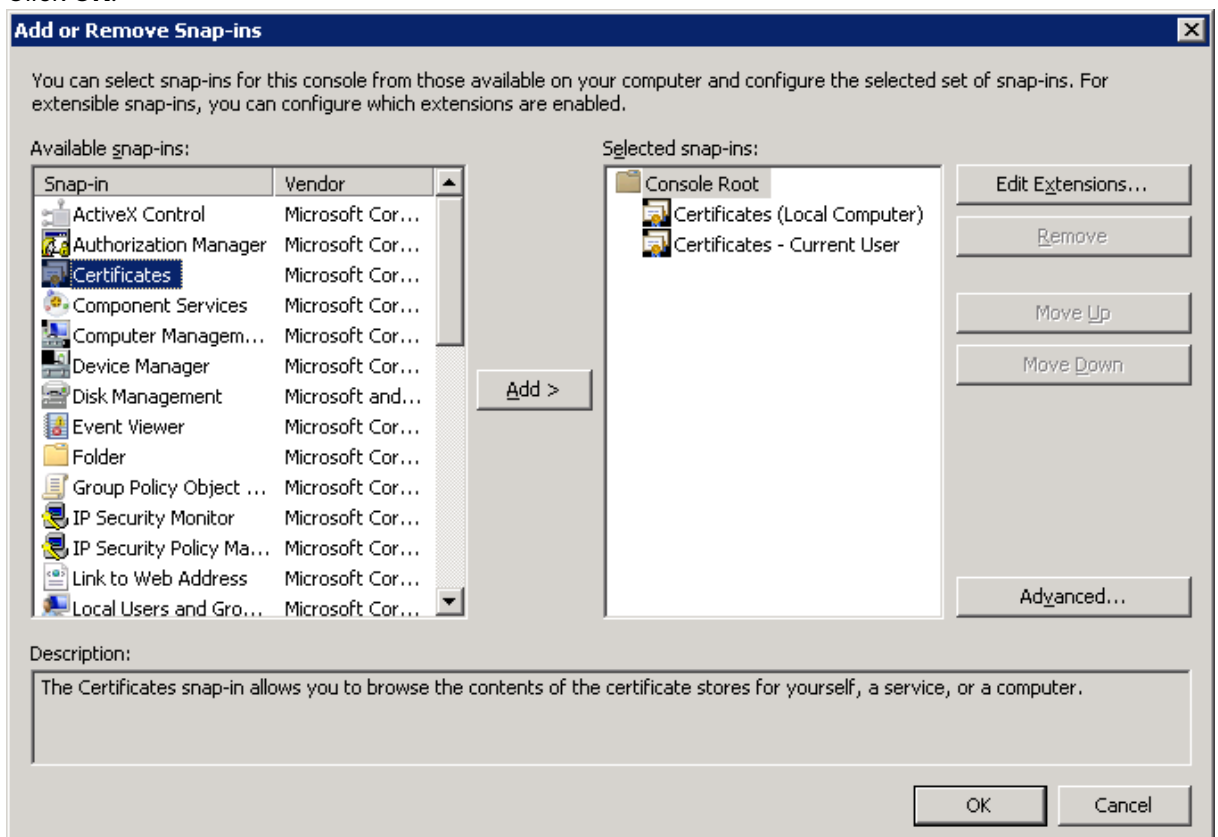 Click OK.
Add or Remove Snap-ins
You can select snap-ins for this console from those available on your computer and configure the selected set of snap-ins. For
extensible snap-ins, you can configure which extensions are enabled.
Available snap-ins:
Selected snap-ins:
Snap-in Vendor
ActiveX Control Microsoft Cor...
Authorization Manager Microsoft Cor...
Certificates Microsoft Cor...
Component Services Microsoft Cor...
Computer Managem... Microsoft Cor...
Device Manager Microsoft Cor...
Disk Management Microsoft and...
Event Viewer Microsoft Cor...
Folder Microsoft Cor...
Group Policy Object ... Microsoft Cor...
IP Security Monitor Microsoft Cor...
IP Security Policy Ma... Microsoft Cor...
Link to Web Address Microsoft Cor...
Local Users and Gro... Microsoft Cor...
Add >
Console Root
Certificates (Local Computer)
Certificates - Current User
Edit Extensions...
Remove
Move Up
Move Down
Advanced...
Description:
The Certificates snap-in allows you to browse the contents of the certificate stores for yourself, a service, or a computer.
OK Cancel